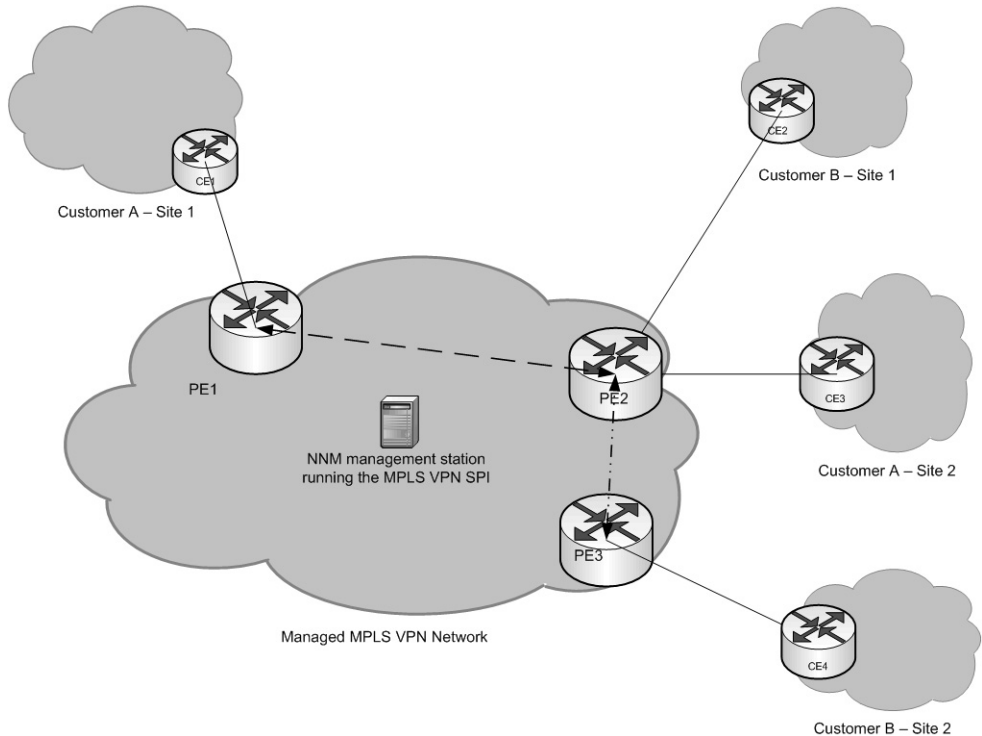 CE2
CE1
Customer B – Site 1
Customer A – Site 1
PE1
PE2
CE3
NNM management station
running the MPLS VPN SPI
Customer A – Site 2
PE3
Managed MPLS VPN Network
CE4
Customer B – Site 2